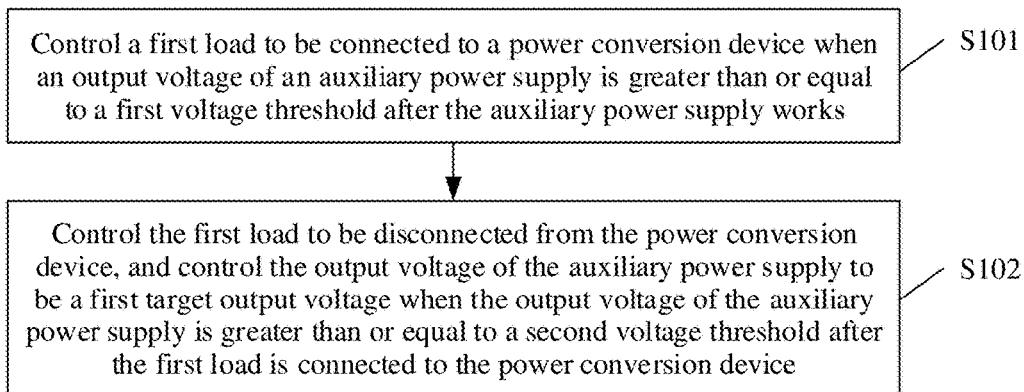 Control a first load to be connected to a power conversion device when
an output voltage of an auxiliary power supply is greater than or equal
to a first voltage threshold after the auxiliary power supply works
S101
Control the first load to be disconnected from the power conversion
device, and control the output voltage of the auxiliary power supply to
be a first target output voltage when the output voltage of the auxiliary
power supply is greater than or equal to a second voltage threshold after
the first load is connected to the power conversion device
S102